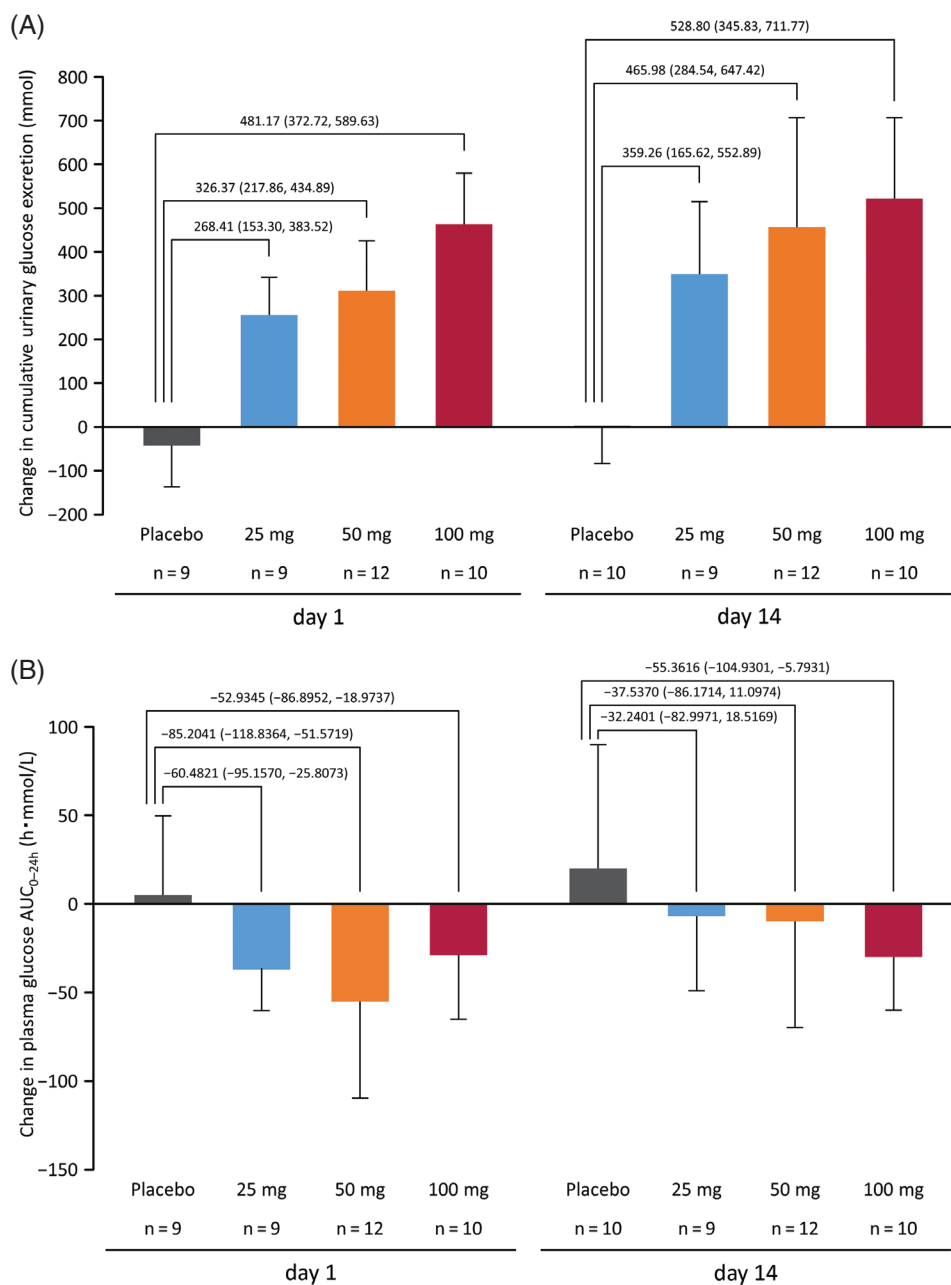 (A)
528.80 (345.83, 711.77)
465.98 (284.54, 647.42)
481.17 (372.72, 589.63)
359.26 (165.62, 552.89)
326.37 (217.86, 434.89)
268.41 (153.30, 383.52)
Change in cumulative urinary glucose excretion (mmol)
800
700
600
500
400
300
200
100
0
−100
−200
Placebo 25 mg 50 mg 100 mg Placebo 25 mg 50 mg 100 mg
n = 9 n = 9 n = 12 n = 10 n = 10 n = 9 n = 12 n = 10
day 1 day 14
(B)
−55.3616 (−104.9301, −5.7931)
−52.9345 (−86.8952, −18.9737)
−37.5370 (−86.1714, 11.0974)
−32.2401 (−82.9971, 18.5169)
−85.2041 (−118.8364, −51.5719)
−60.4821 (−95.1570, −25.8073)
Change in plasma glucose AUC0–24h (h·mmol/L)
100
50
0
−50
−100
−150
Placebo 25 mg 50 mg 100 mg Placebo 25 mg 50 mg 100 mg
n = 9 n = 9 n = 12 n = 10 n = 10 n = 9 n = 12 n = 10
day 1 day 14